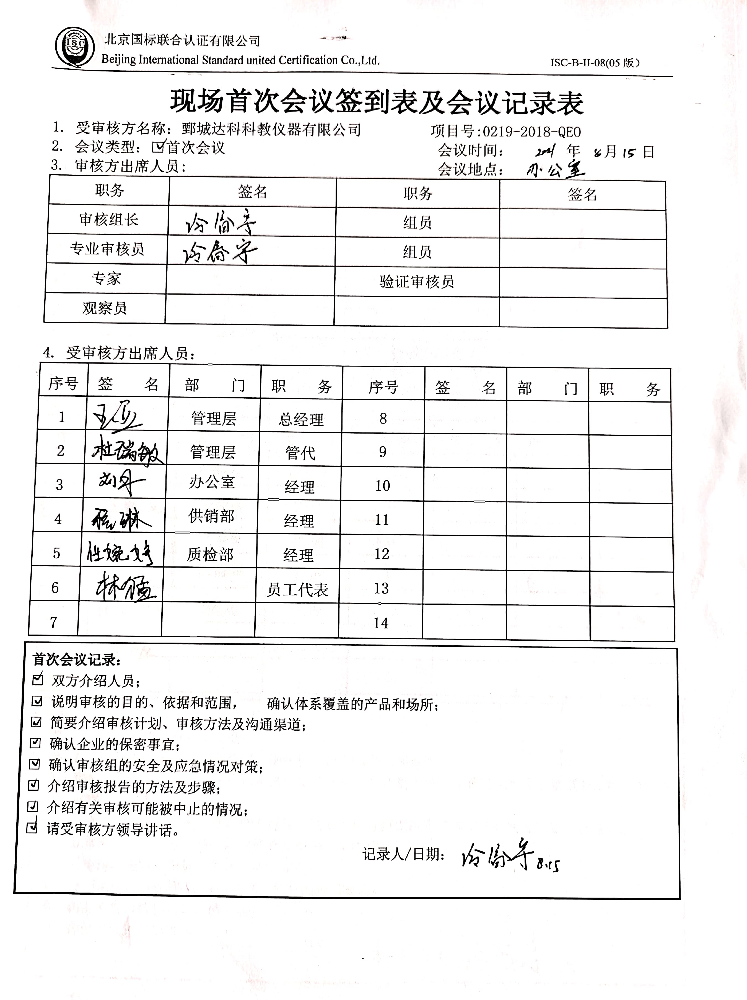 ISC
北京国标联合认证有限公司
Beijing International Standard united Certification Co.,Ltd.
ISC-B-II-08(05 版)
现场首次会议签到表及会议记录表
1. 受审核方名称：鄄城达科科教仪器有限公司 项目号:0219-2018-QEO
2. 会议类型：☑首次会议 会议时间： 2021 年 8月15日
3. 审核方出席人员： 会议地点： 办公室
职务 签名 职务 签名
审核组长 组员
专业审核员 组员
专家 验证审核员
观察员
4. 受审核方出席人员：
序号 签 名 部 门 职 务 序号 签 名 部 门 职 务
1 管理层 总经理 8
2 杜瑞敏 管理层 管代 9
3 刘丹 办公室 经理 10
4 程琳 供销部 经理 11
5 任婉婷 质检部 经理 12
6 员工代表 13
7 14
首次会议记录：
☑ 双方介绍人员；
☑ 说明审核的目的、依据和范围， 确认体系覆盖的产品和场所；
☑ 简要介绍审核计划、审核方法及沟通渠道；
☑ 确认企业的保密事宜；
☑ 确认审核组的安全及应急情况对策；
☑ 介绍审核报告的方法及步骤；
☑ 介绍有关审核可能被中止的情况；
☑ 请受审核方领导讲话。
记录人/日期： 8.15